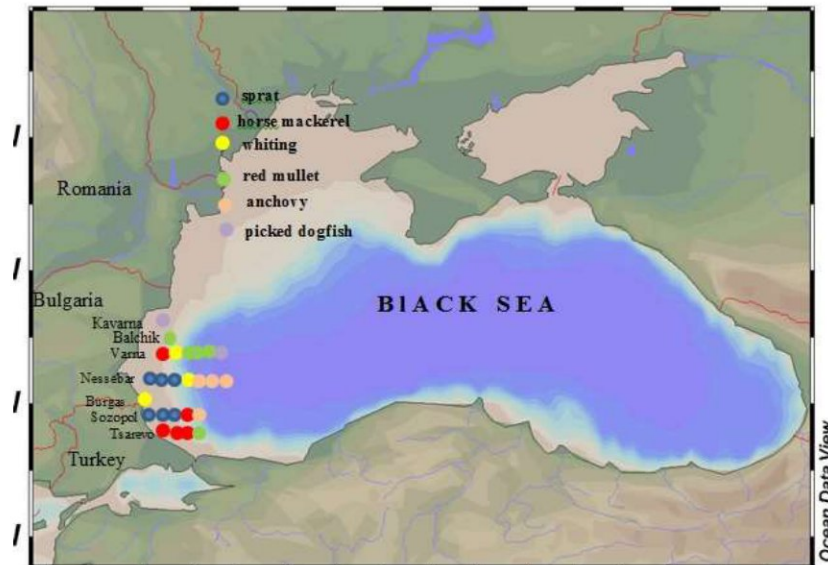 sprat
horse mackerel
whiting
Romania
red mullet
anchovy
picked dogfish
Bulgaria
BlACK SEA
Kavarna
Balchik
Varna
Nessebar
Burgas
Sozopol
Tsarevo
Turkey
Ocean Data View